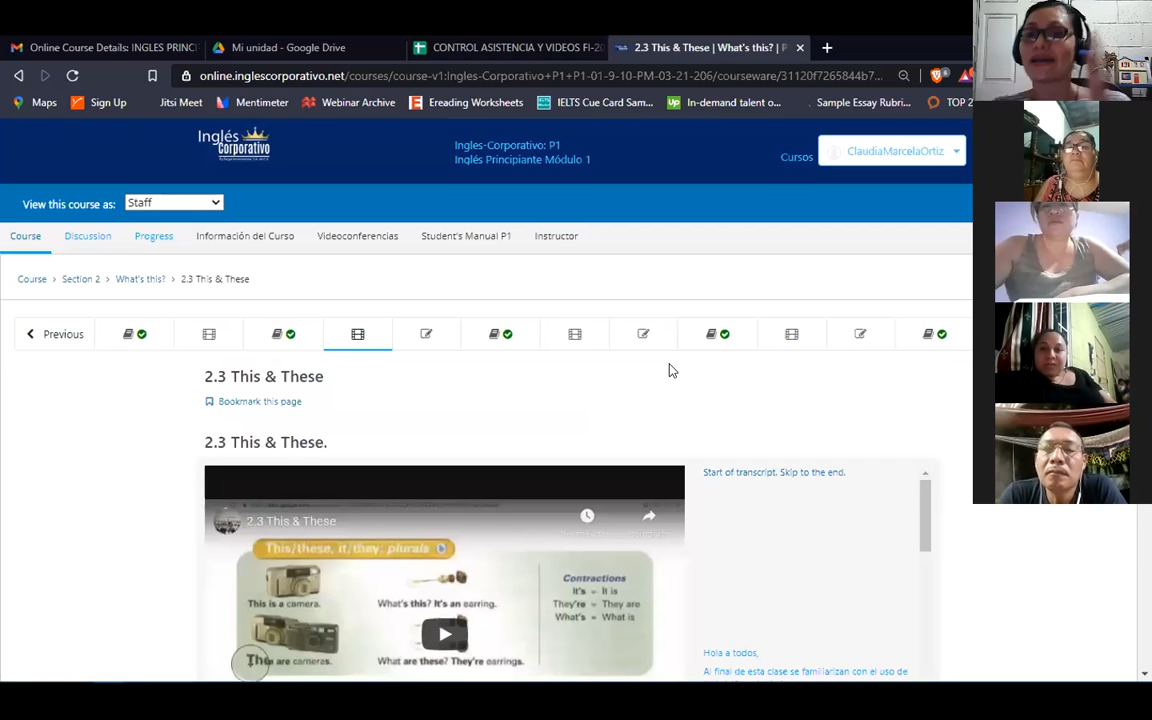 Online Course Details: INGLES PRINC
Mi unidad - Google Drive
CONTROL ASISTENCIA Y VIDEOS FI-20
2.3 This & These | What's this? | P
online.inglescorporativo.net/courses/course-v1:Ingles-Corporativo+P1+P1-01-9-10-PM-03-21-206/courseware/31120f7265844b7...
Maps
Sign Up
Jitsi Meet
Mentimeter
Webinar Archive
Ereading Worksheets
IELTS Cue Card Sam...
In-demand talent o...
Sample Essay Rubri...
TOP 2
Inglés
Corporativo
Ingles-Corporativo: P1
Inglés Principiante Módulo 1
Cursos
ClaudiaMarcelaOrtiz
View this course as:
Staff
Course
Discussion
Progress
Información del Curso
Videoconferencias
Student's Manual P1
Instructor
Course > Section 2 > What's this? > 2.3 This & These
Previous
2.3 This & These
Bookmark this page
2.3 This & These.
Start of transcript. Skip to the end.
2.3 This & These
This/these, it/they; plurals
This is a camera.
What's this? It's an earring.
Contractions
It's = It is
They're = They are
What's = What is
are cameras.
What are these? They're earrings.
Hola a todos,
Al final de esta clase se familiarizan con el uso de